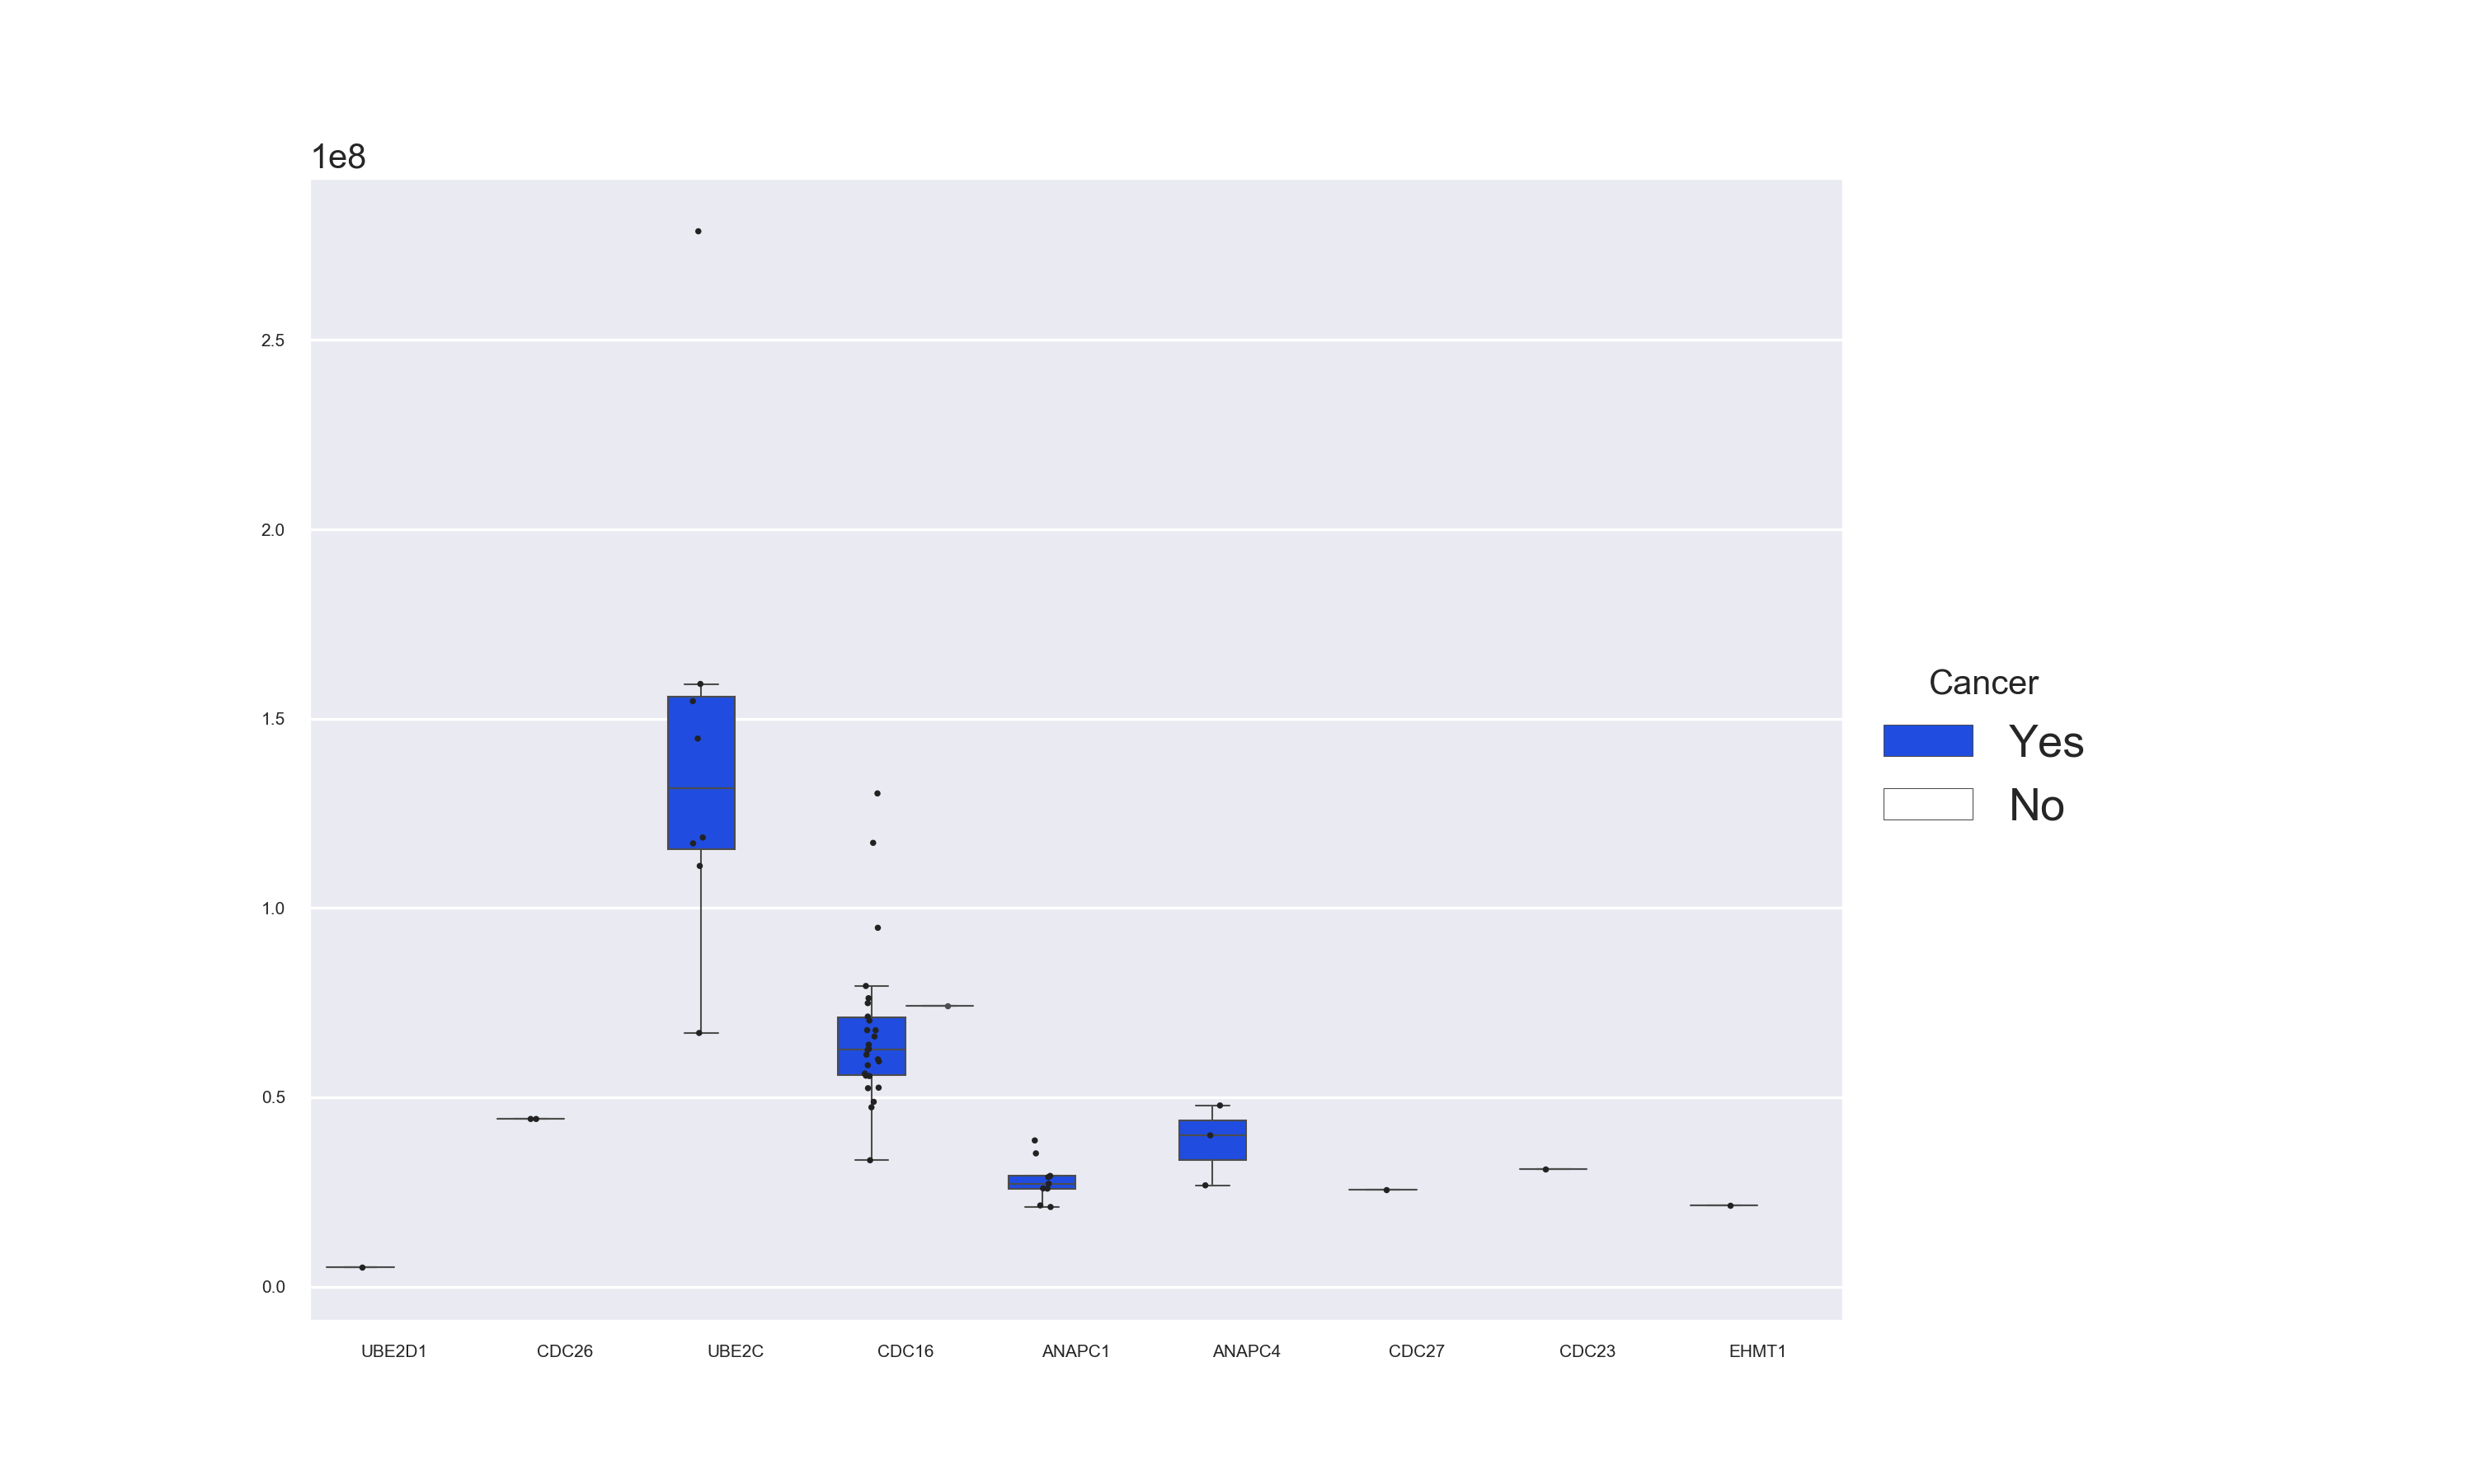 1e8
2.5
2.0
1.5
1.0
0.5
0.0
UBE2D1 CDC26 UBE2C CDC16 ANAPC1 ANAPC4 CDC27 CDC23 EHMT1
Cancer
Yes
No